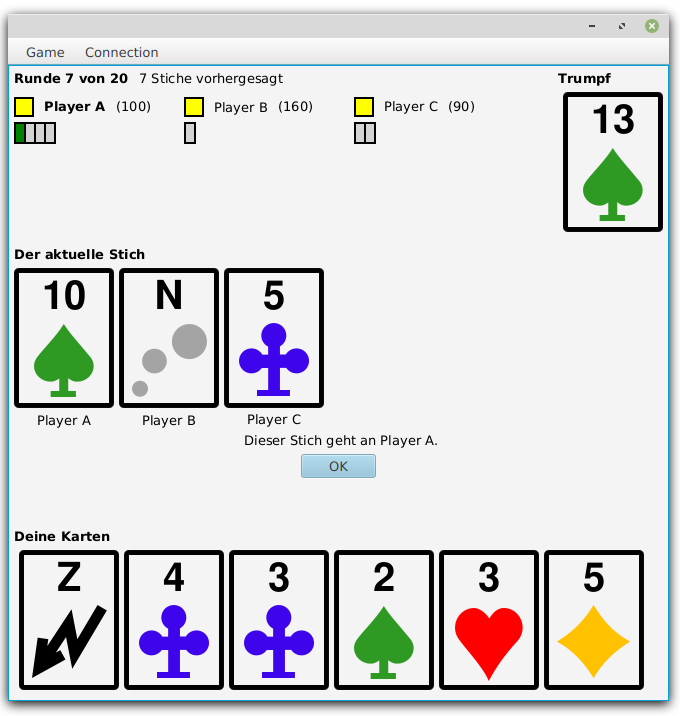 Game Connection
Runde 7 von 20 7 Stiche vorhergesagt Trumpf
Player A (100) Player B (160) Player C (90)
13
Der aktuelle Stich
10 N 5
Player A Player B Player C
Dieser Stich geht an Player A.
OK
Deine Karten
Z 4 3 2 3 5